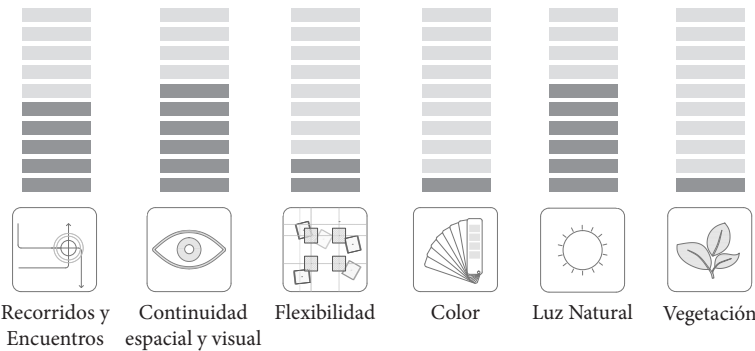 Recorridos y
Encuentros
Continuidad
espacial y visual
Flexibilidad
Color
Luz Natural
Vegetación